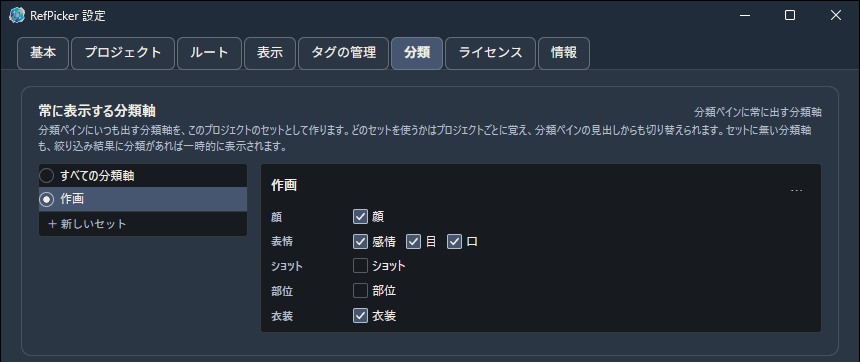 RefPicker 設定
基本 プロジェクト ルート 表示 タグの管理 分類 ライセンス 情報
常に表示する分類軸 分類ペインに常に出す分類軸
分類ペインにいつも出す分類軸を、このプロジェクトのセットとして作ります。どのセットを使うかはプロジェクトごとに覚え、分類ペインの見出しからも切り替えられます。セットに無い分類軸
も、絞り込み結果に分類があれば一時的に表示されます。
すべての分類軸
作画
+ 新しいセット
作画 ...
顔 顔
表情 感情 目 口
ショット ショット
部位 部位
衣装 衣装